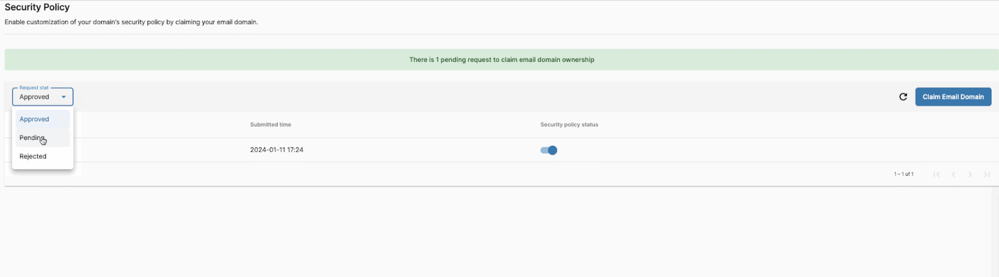 Security Policy
Enable customization of your domain's security policy by claiming your email domain.
There is 1 pending request to claim email domain ownership
Request stat
Approved
Claim Email Domain
Approved
Pending
Rejected
Submitted time
Security policy status
2024-01-11 17:24
1 – 1 of 1